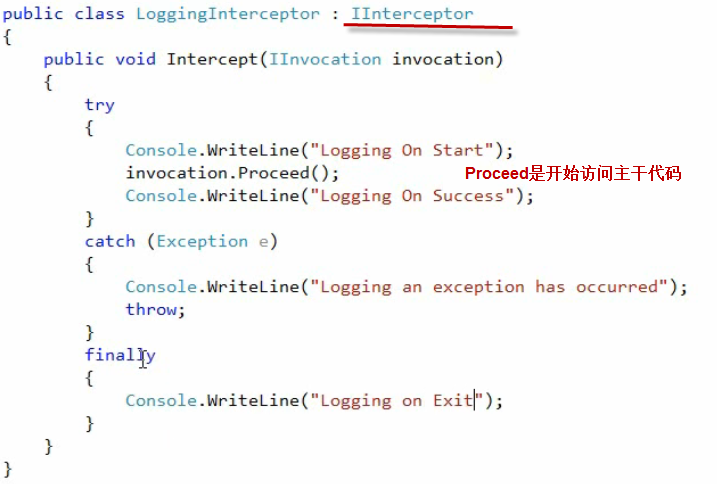 public class LoggingInterceptor : IInterceptor
{
    public void Intercept(IInvocation invocation)
    {
        try
        {
            Console.WriteLine("Logging On Start");
            invocation.Proceed();    Proceed是开始访问主干代码
            Console.WriteLine("Logging On Success");
        }
        catch (Exception e)
        {
            Console.WriteLine("Logging an exception has occurred");
            throw;
        }
        finally
        {
            Console.WriteLine("Logging on Exit");
        }
    }
}